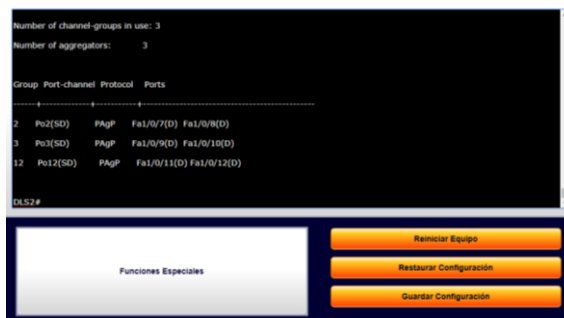 Number of channel-groups in use: 3
Number of aggregators: 3
Group Port-channel Protocol Ports
------+-------------+-----------+-----------------------------------------------
2 Po2(SD) PAgP Fa1/0/7(D) Fa1/0/8(D)
3 Po3(SD) PAgP Fa1/0/9(D) Fa1/0/10(D)
12 Po12(SD) PAgP Fa1/0/11(D) Fa1/0/12(D)
DLS2#
Funciones Especiales
Reiniciar Equipo
Restaurar Configuración
Guardar Configuración